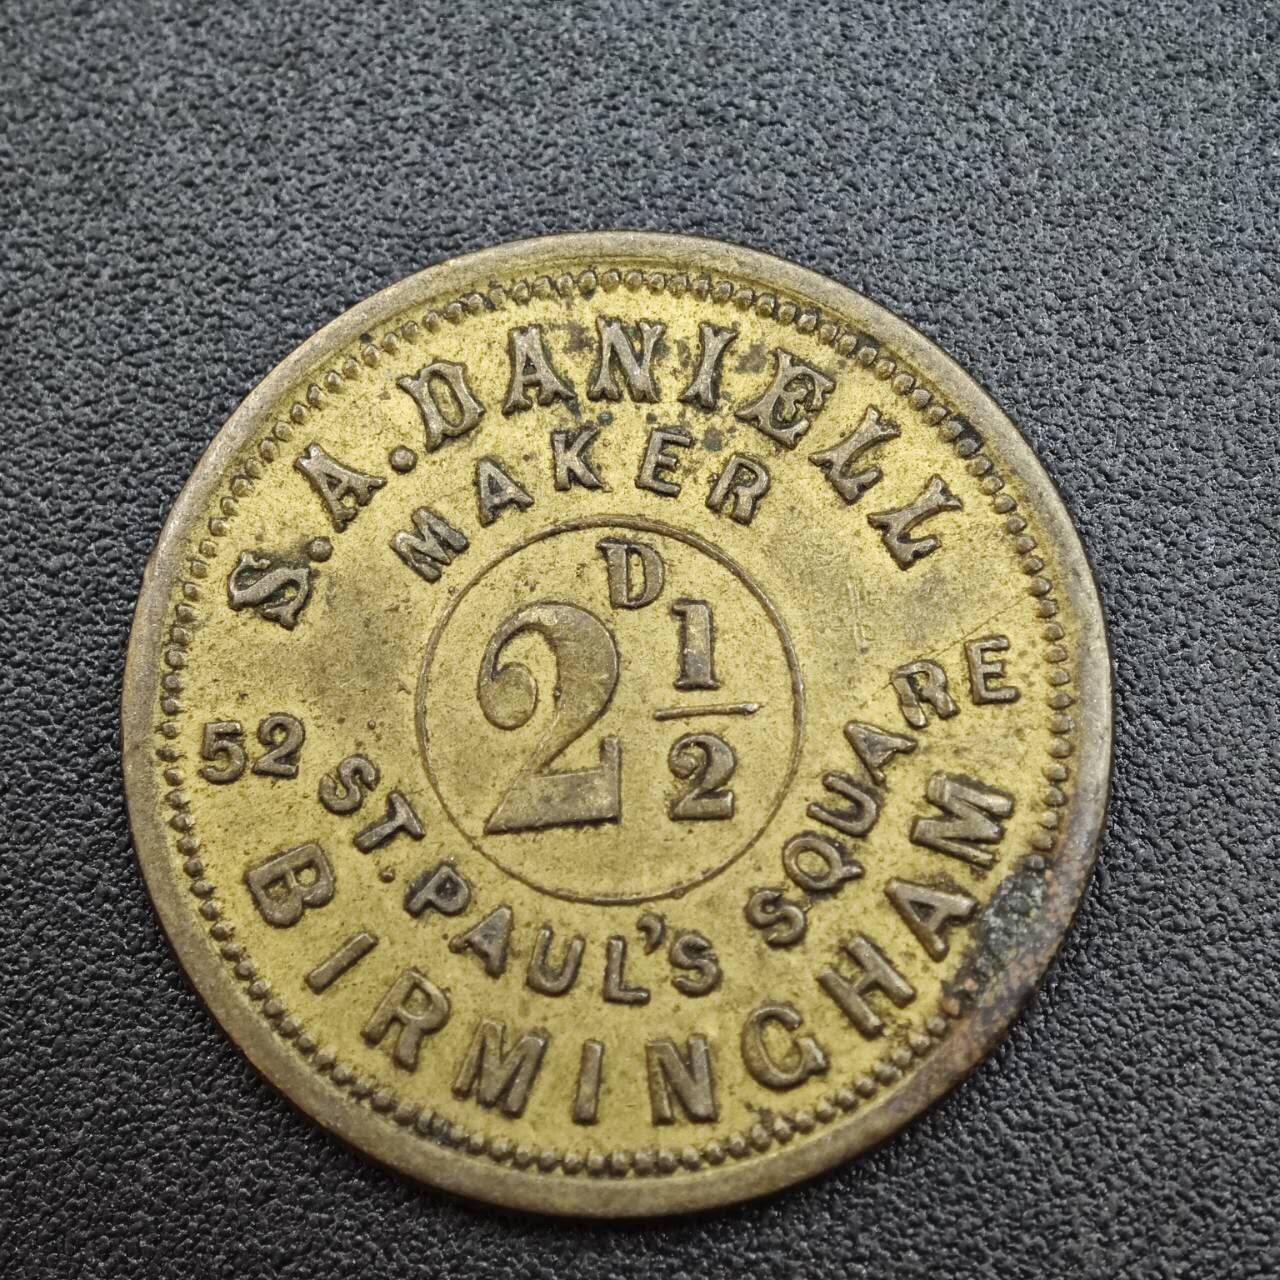 S.A.DANIELL
MAKER
2 D 1/2
52 ST. PAUL'S SQUARE
BIRMINGHAM